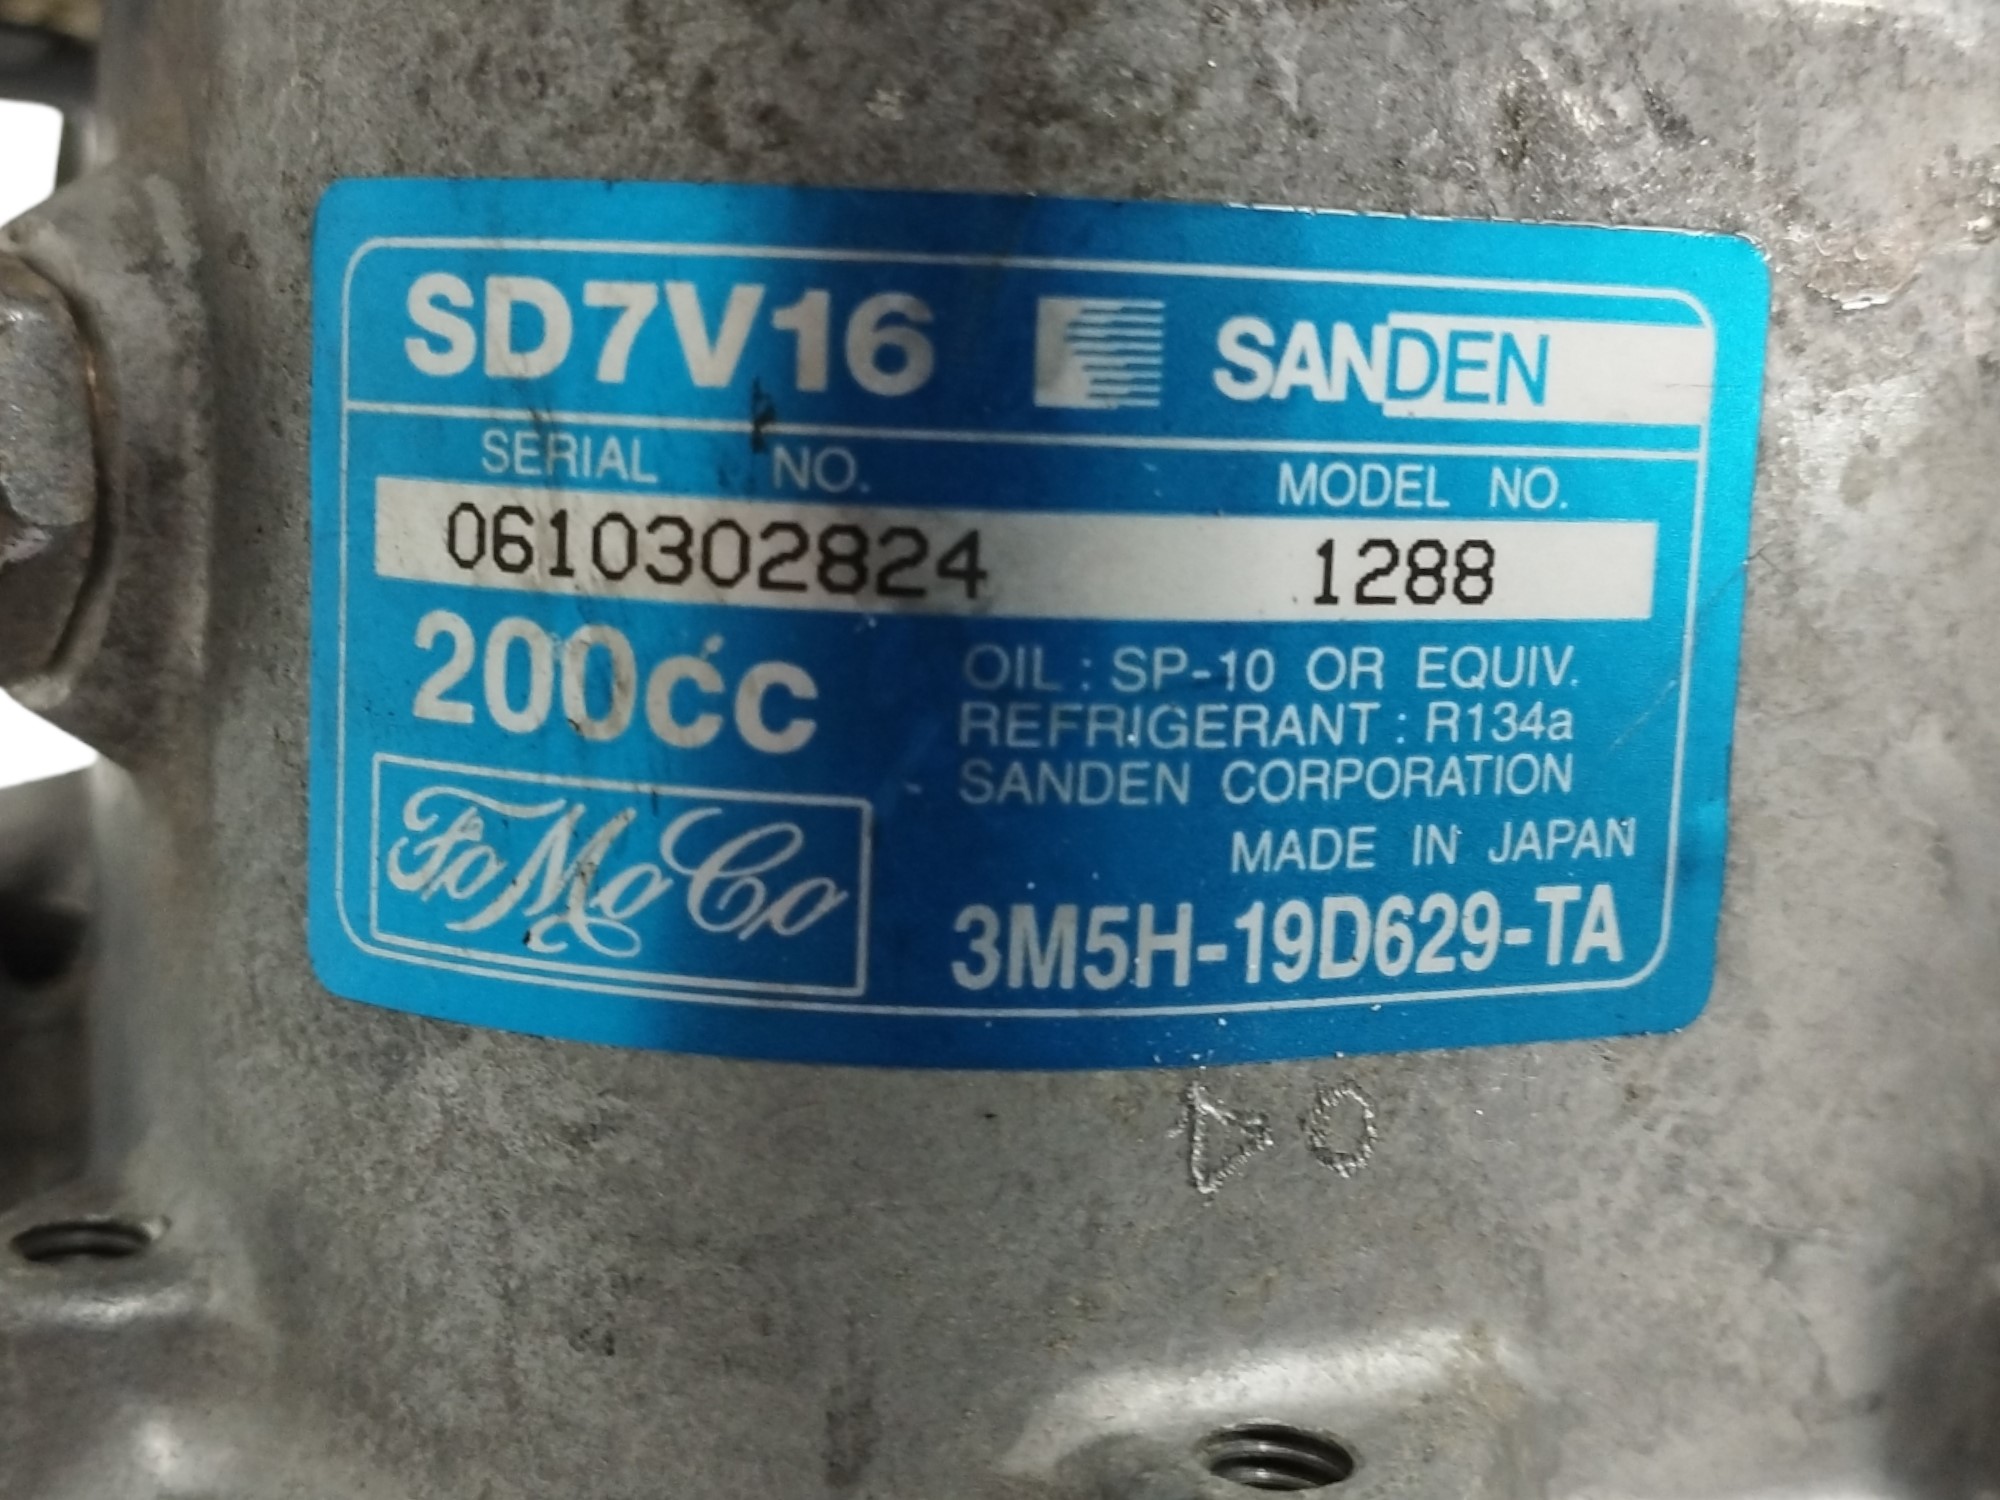 SD7V16 SANDEN
SERIAL NO. MODEL NO.
0610302824 1288
200cc
OIL : SP-10 OR EQUIV.
REFRIGERANT : R134a
SANDEN CORPORATION
MADE IN JAPAN
FoMoCo
3M5H-19D629-TA